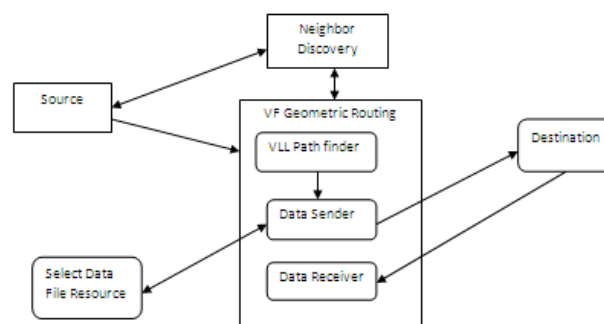 Neighbor
Discovery
Source
VF Geometric Routing
VLL Path finder
Destination
Data Sender
Select Data
File Resource
Data Receiver